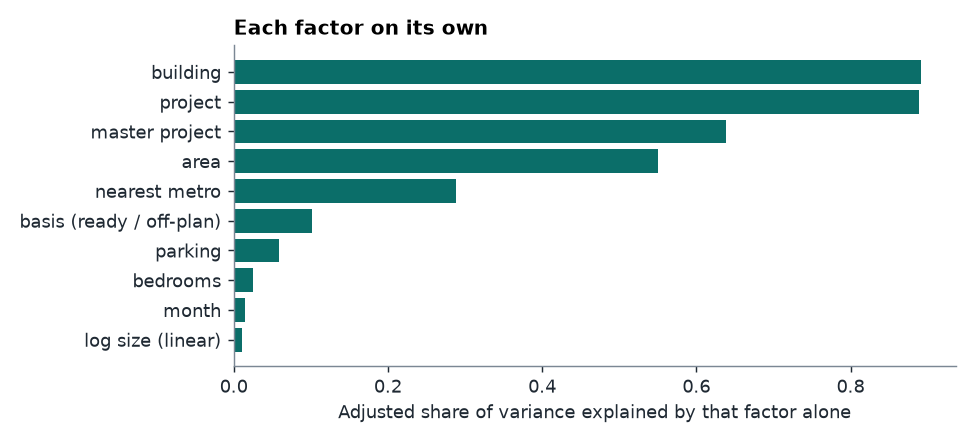 Each factor on its own
building
project
master project
area
nearest metro
basis (ready / off-plan)
parking
bedrooms
month
log size (linear)
0.0 0.2 0.4 0.6 0.8
Adjusted share of variance explained by that factor alone